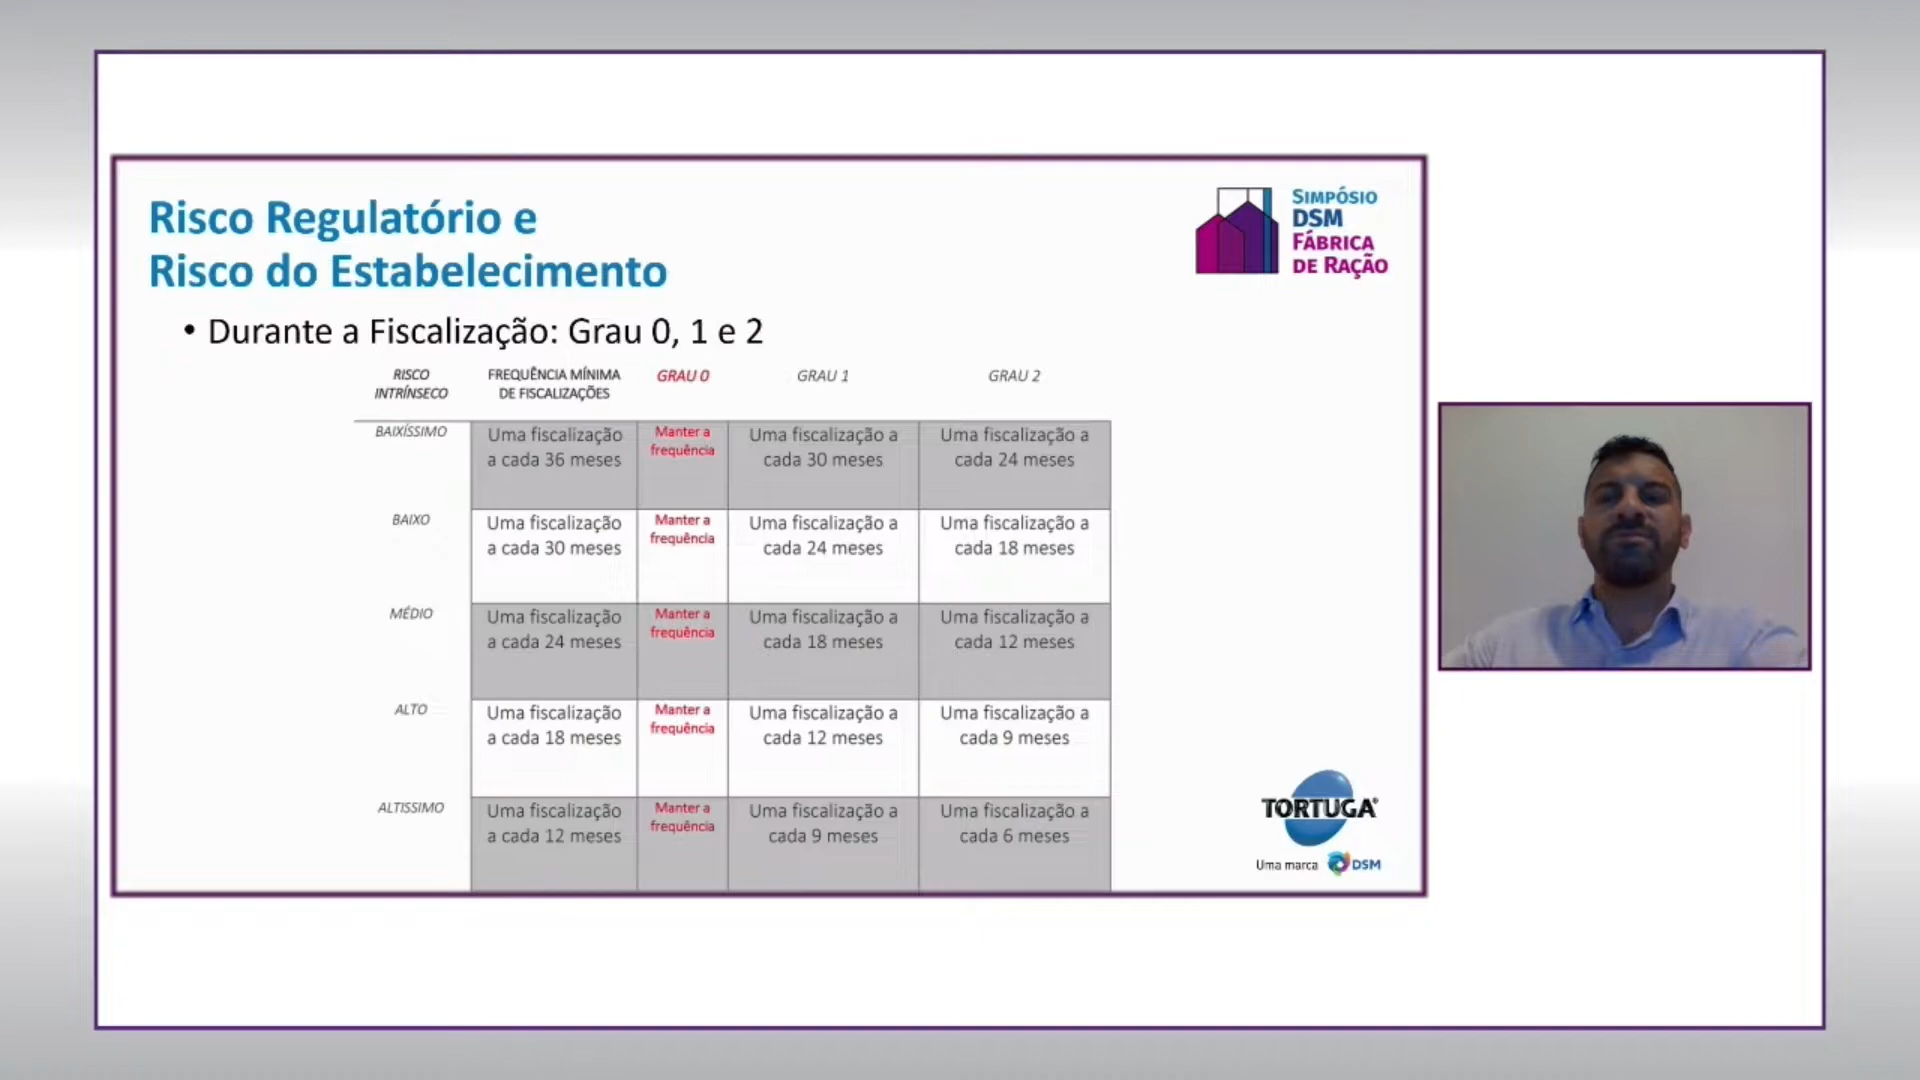 Risco Regulatório e
Risco do Estabelecimento
SIMPÓSIO
DSM
FÁBRICA
DE RAÇÃO
• Durante a Fiscalização: Grau 0, 1 e 2
RISCO
INTRÍNSECO
FREQUÊNCIA MÍNIMA
DE FISCALIZAÇÕES
GRAU 0
GRAU 1
GRAU 2
BAIXÍSSIMO
Uma fiscalização
a cada 36 meses
Manter a
frequência
Uma fiscalização a
cada 30 meses
Uma fiscalização a
cada 24 meses
BAIXO
Uma fiscalização
a cada 30 meses
Manter a
frequência
Uma fiscalização a
cada 24 meses
Uma fiscalização a
cada 18 meses
MÉDIO
Uma fiscalização
a cada 24 meses
Manter a
frequência
Uma fiscalização a
cada 18 meses
Uma fiscalização a
cada 12 meses
ALTO
Uma fiscalização
a cada 18 meses
Manter a
frequência
Uma fiscalização a
cada 12 meses
Uma fiscalização a
cada 9 meses
ALTISSIMO
Uma fiscalização
a cada 12 meses
Manter a
frequência
Uma fiscalização a
cada 9 meses
Uma fiscalização a
cada 6 meses
TORTUGA®
Uma marca DSM